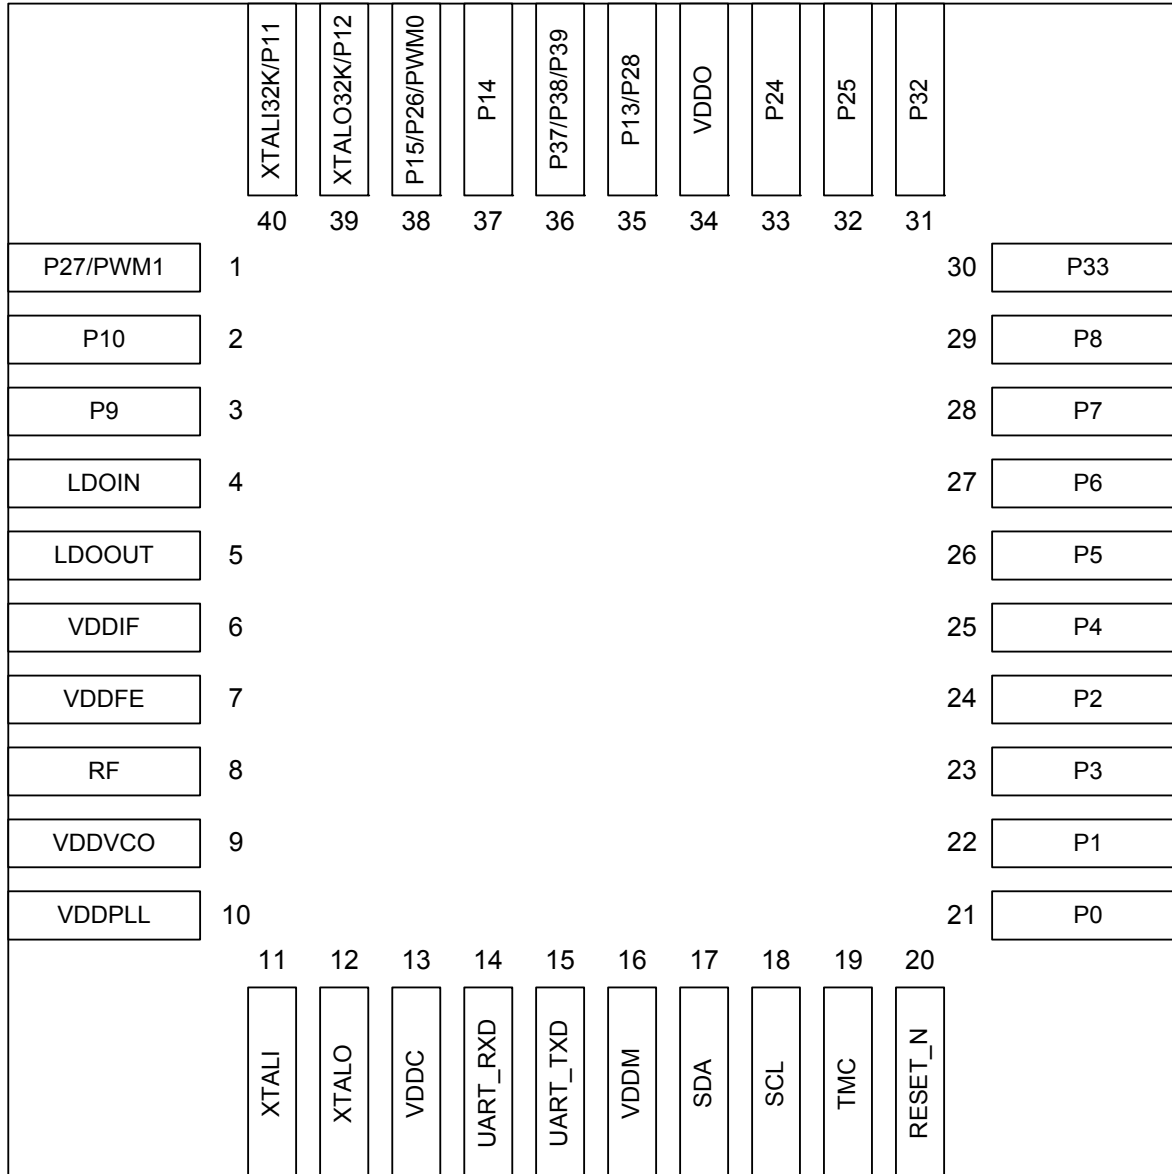 XTALI32K/P11
XTALO32K/P12
P15/P26/PWM0
P14
P37/P38/P39
P13/P28
VDDO
P24
P25
P32
40 39 38 37 36 35 34 33 32 31
P27/PWM1 1 30 P33
P10 2 29 P8
P9 3 28 P7
LDOIN 4 27 P6
LDOOUT 5 26 P5
VDDIF 6 25 P4
VDDFE 7 24 P2
RF 8 23 P3
VDDVCO 9 22 P1
VDDPLL 10 21 P0
11 12 13 14 15 16 17 18 19 20
XTALI
XTALO
VDDC
UART_RXD
UART_TXD
VDDM
SDA
SCL
TMC
RESET_N